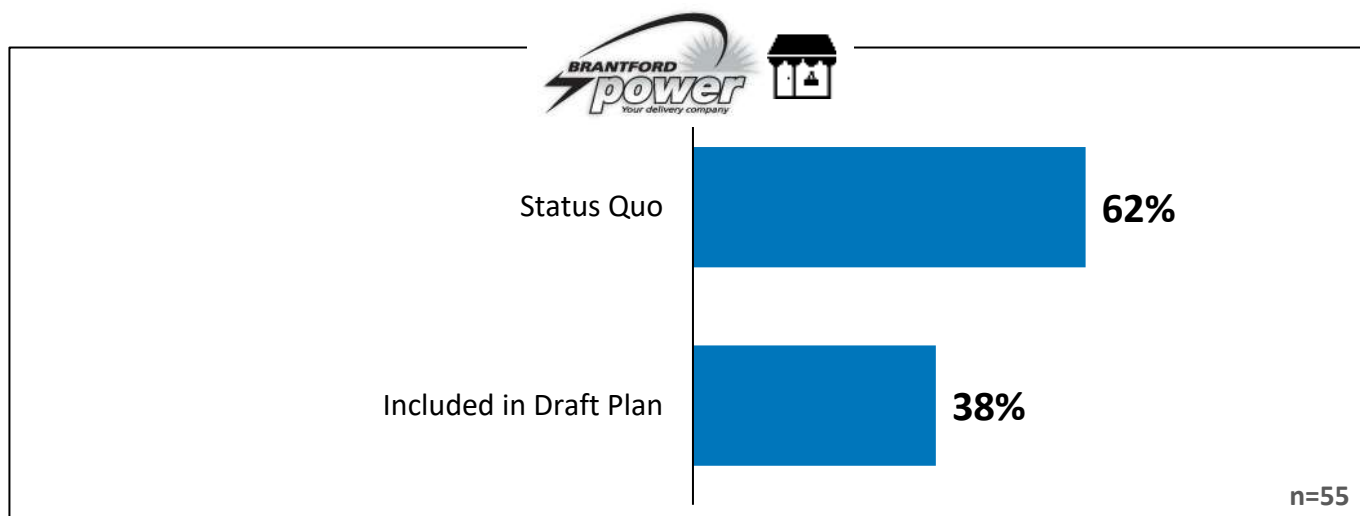 BRANTFORD
power
Your delivery company
Status Quo
62%
Included in Draft Plan
38%
n=55